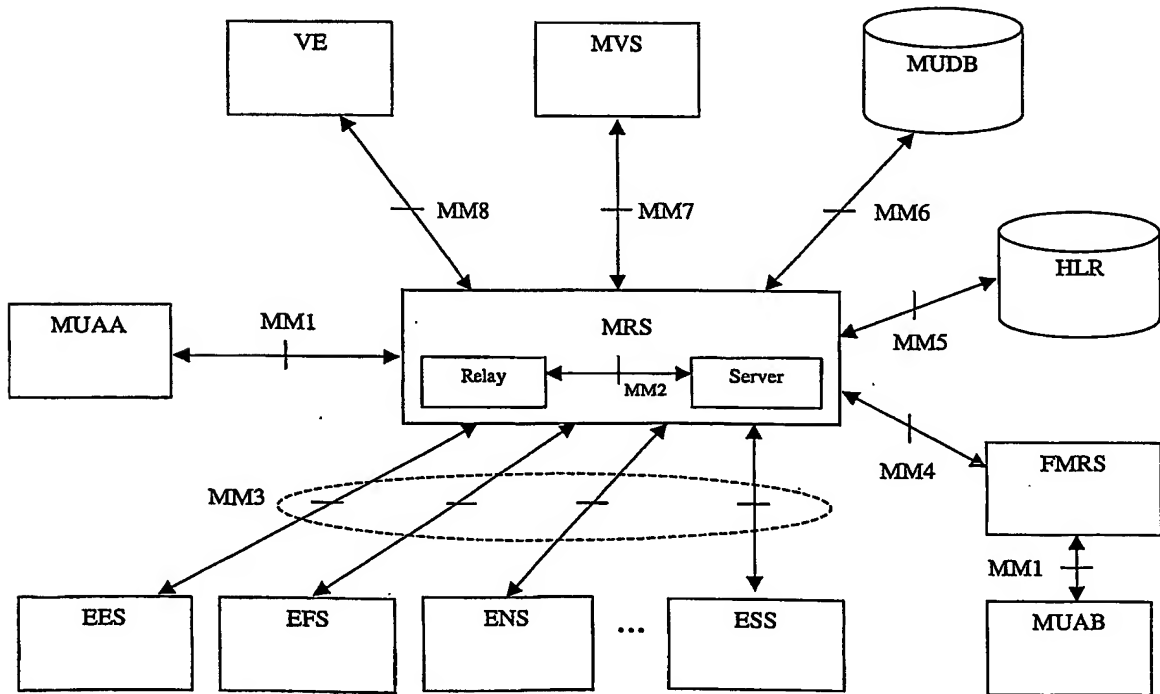 VE
MVS
MUDB
MM8
MM7
MM6
HLR
MUAA
MM1
MRS
MM5
Relay
MM2
Server
MM4
FMRS
MM3
MM1
EES
EFS
ENS
...
ESS
MUAB